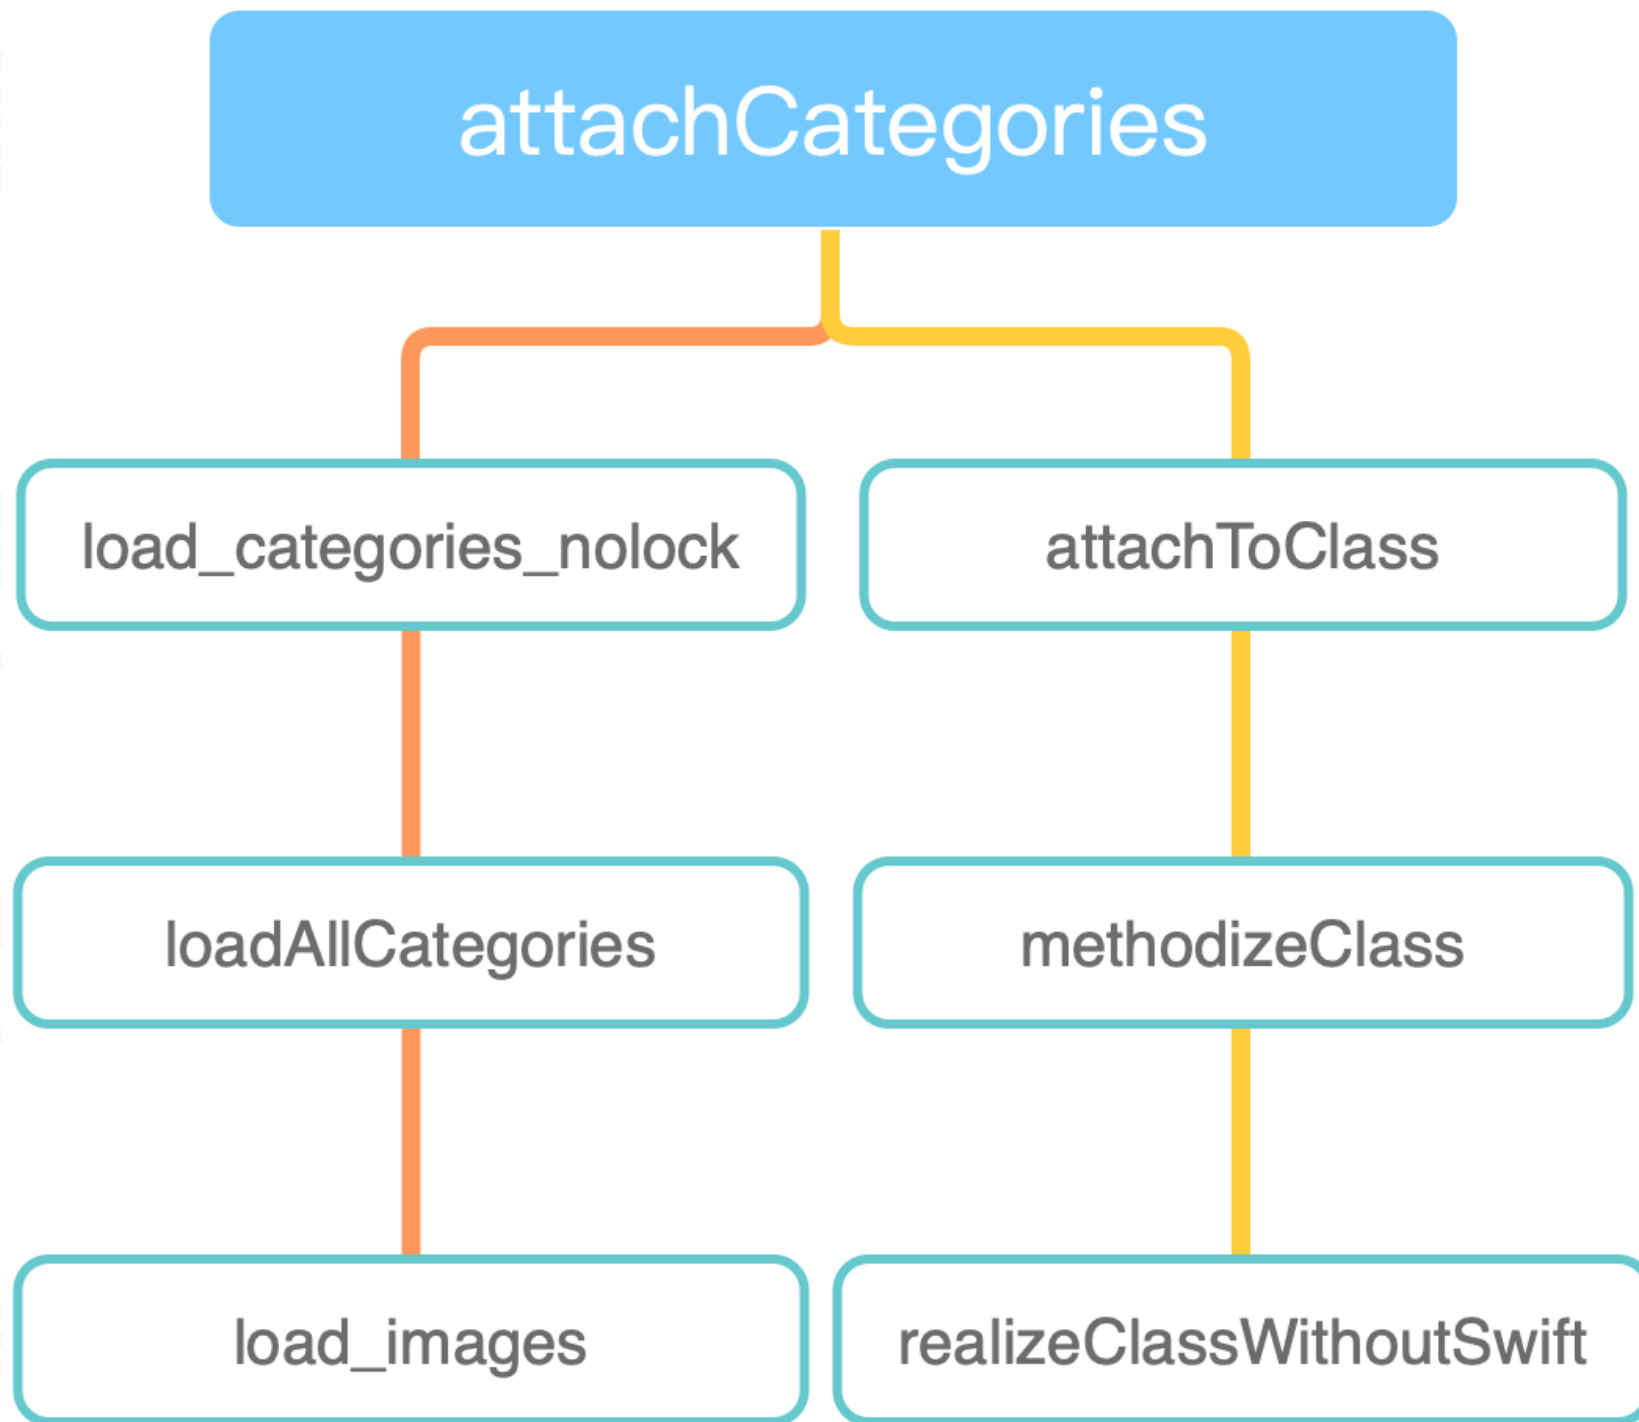 attachCategories
load_categories_nolock
attachToClass
loadAllCategories
methodizeClass
load_images
realizeClassWithoutSwift